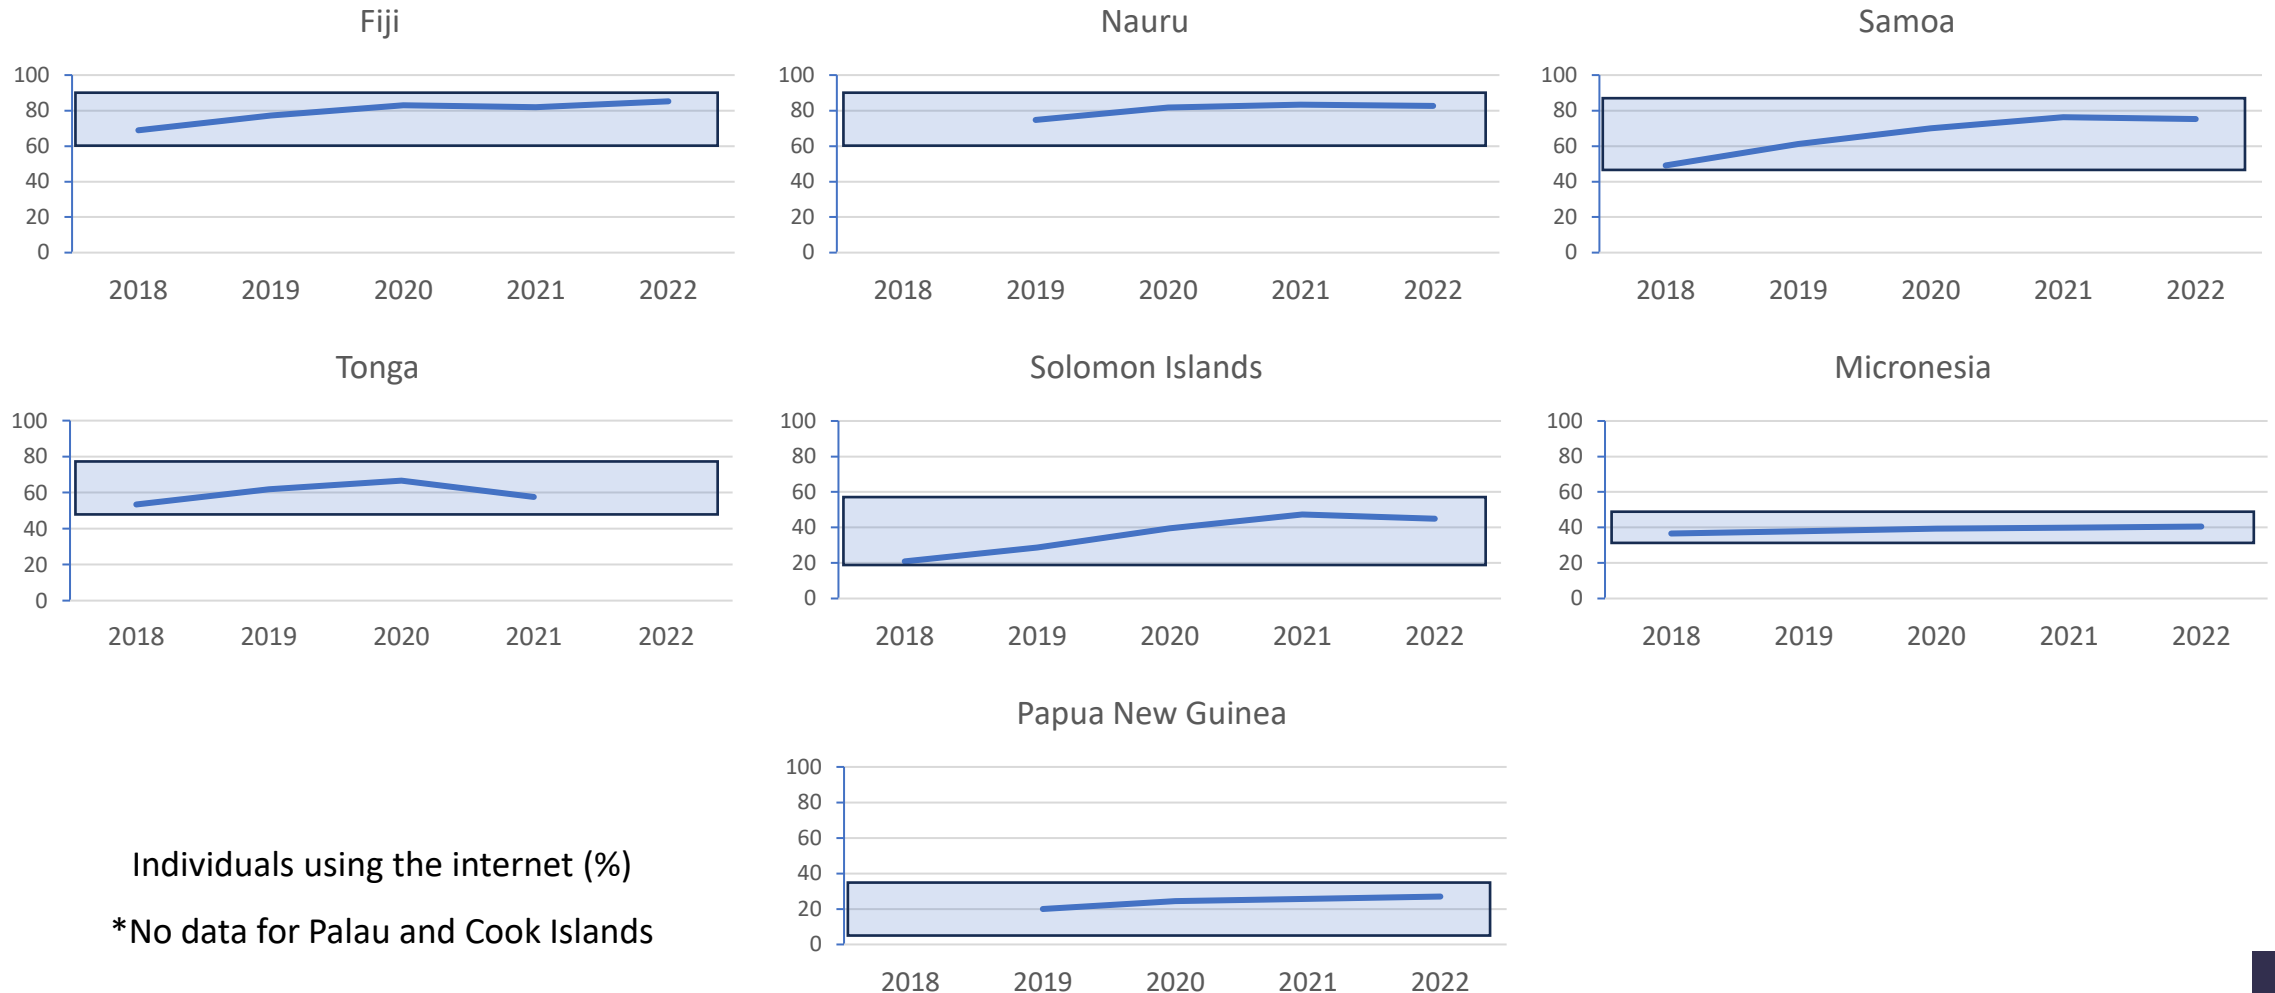 Fiji
100
80
60
40
20
0
2018 2019 2020 2021 2022
Nauru
100
80
60
40
20
0
2018 2019 2020 2021 2022
Samoa
100
80
60
40
20
0
2018 2019 2020 2021 2022
Tonga
100
80
60
40
20
0
2018 2019 2020 2021 2022
Solomon Islands
100
80
60
40
20
0
2018 2019 2020 2021 2022
Micronesia
100
80
60
40
20
0
2018 2019 2020 2021 2022
Papua New Guinea
100
80
60
40
20
0
2018 2019 2020 2021 2022
Individuals using the internet (%)
*No data for Palau and Cook Islands